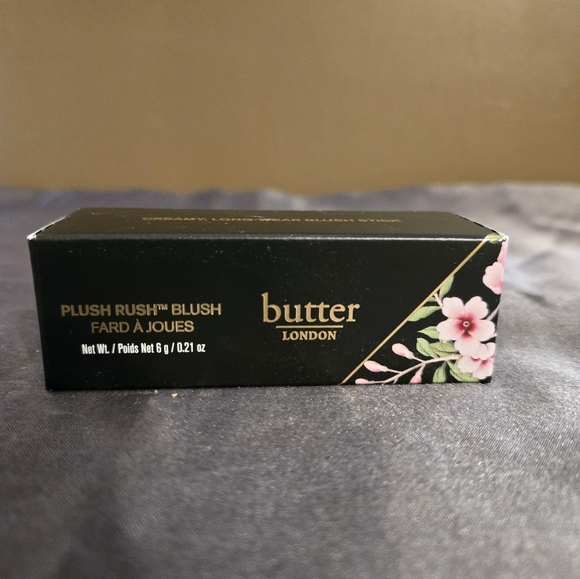 CREAMY, LONG-WEAR BLUSH STICK
PLUSH RUSH™ BLUSH
FARD À JOUES
Net Wt. / Poids Net 6 g / 0.21 oz
butter
LONDON